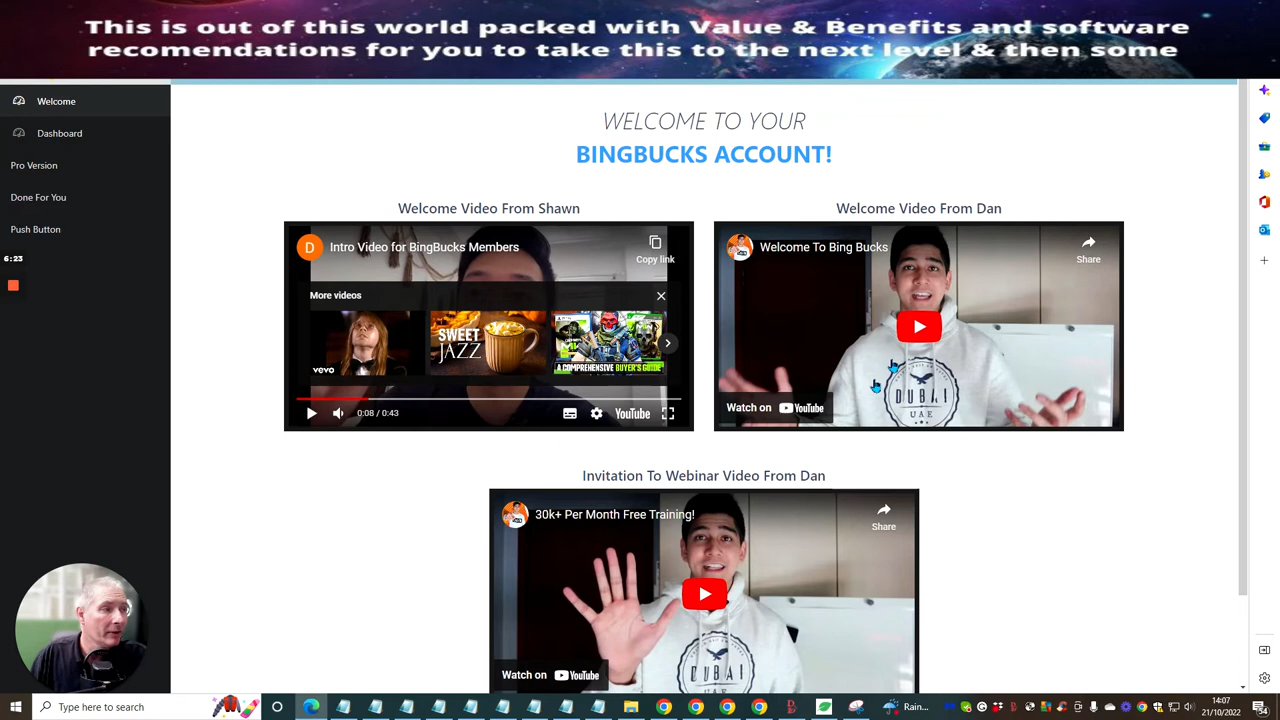 This is out of this world packed with Value & Benefits and software
recomendations for you to take this to the next level & then some
Welcome
Dashboard
Pro Version
Done For You
Push Button
6:23
WELCOME TO YOUR
BINGBUCKS ACCOUNT!
Welcome Video From Shawn
D
Intro Video for BingBucks Members
Copy link
More videos
vevo
SWEET
JAZZ
A COMPREHENSIVE BUYER'S GUIDE
0:08 / 0:43
YouTube
Welcome Video From Dan
Welcome To Bing Bucks
Share
DUBAI
UAE
Watch on YouTube
Invitation To Webinar Video From Dan
30k+ Per Month Free Training!
Share
DUBAI
Watch on YouTube
Type here to search
Rain...
14:07
21/10/2022